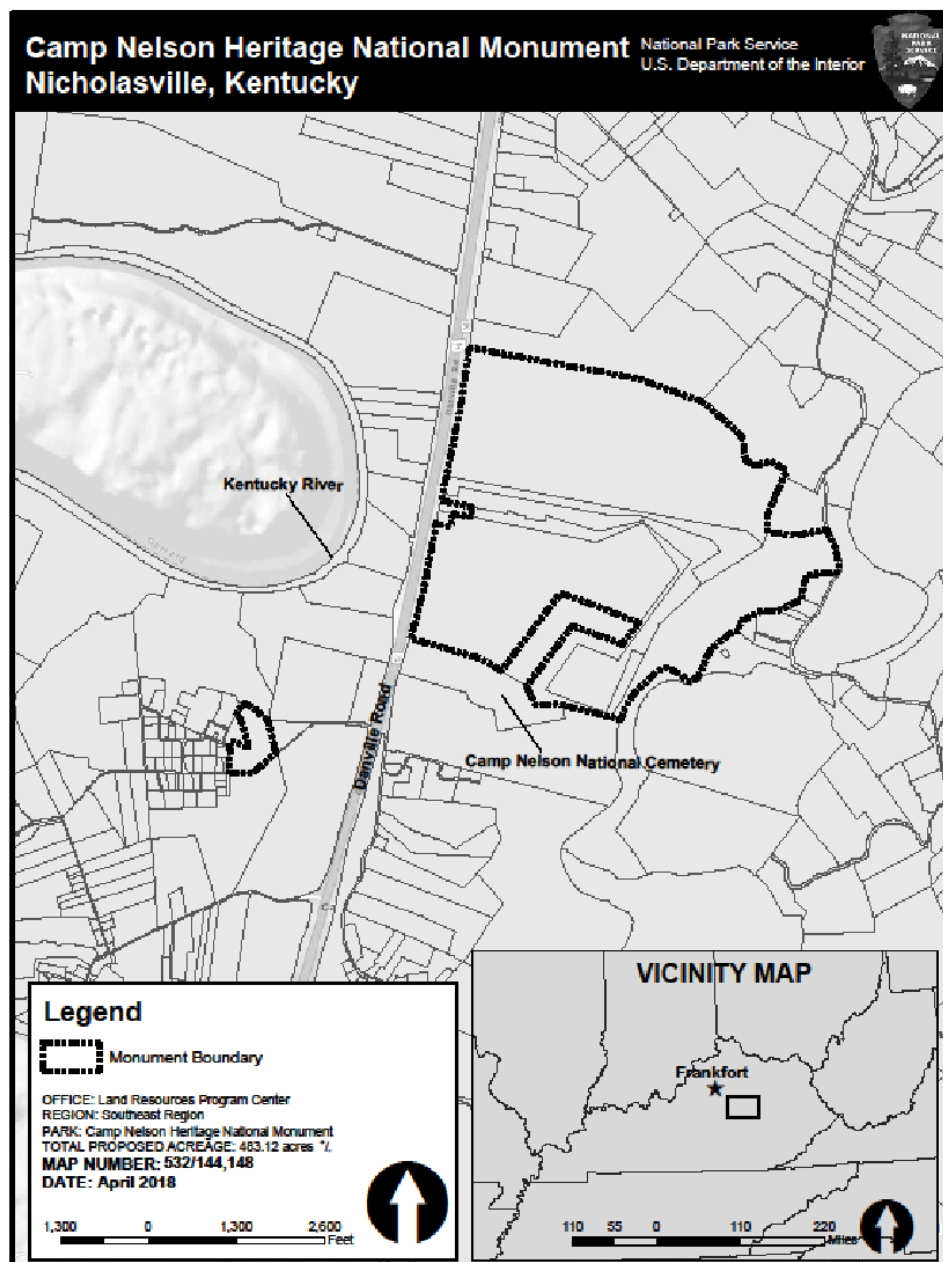 Camp Nelson Heritage National Monument
Nicholasville, Kentucky
National Park Service
U.S. Department of the Interior
NATIONAL
PARK
SERVICE
Kentucky River
Danville Road
Camp Nelson National Cemetery
Legend
Monument Boundary
OFFICE: Land Resources Program Center
REGION: Southeast Region
PARK: Camp Nelson Heritage National Monument
TOTAL PROPOSED ACREAGE: 463.12 acres +/-
MAP NUMBER: 532/144,148
DATE: April 2018
1,300 0 1,300 2,600
Feet
VICINITY MAP
Frankfort
110 55 0 110 220
Miles